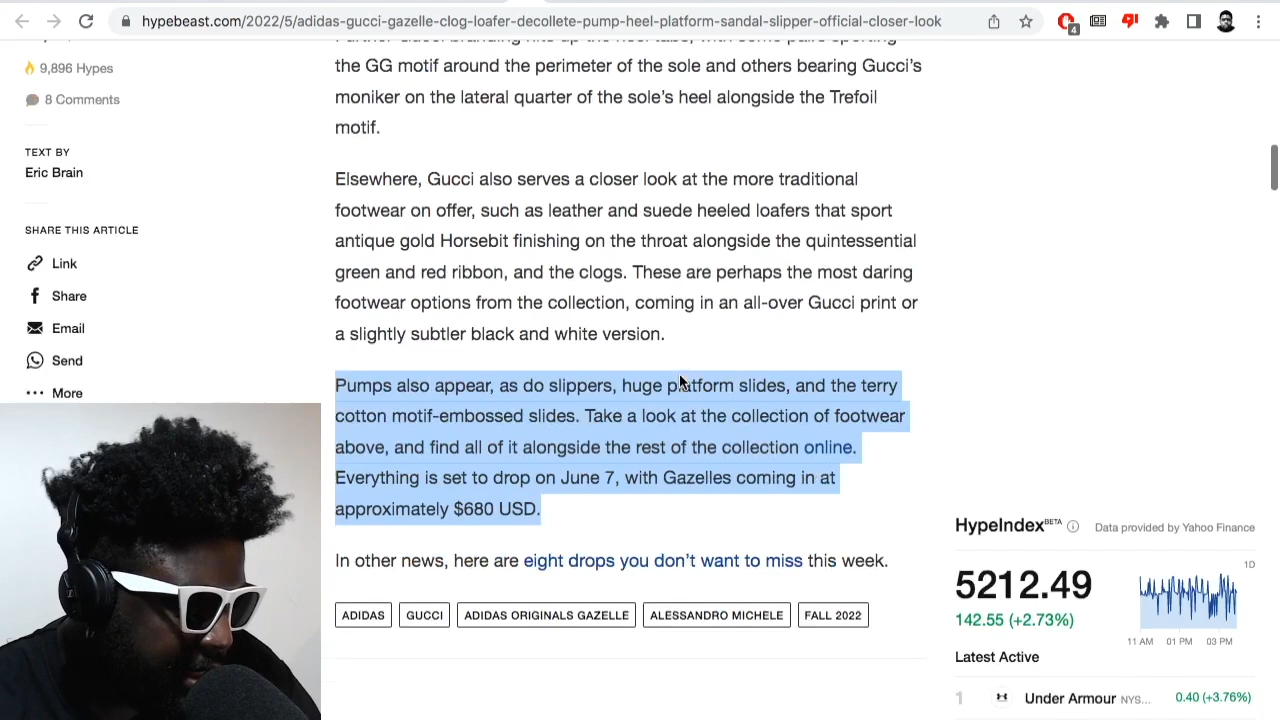 hypebeast.com/2022/5/adidas-gucci-gazelle-clog-loafer-decollete-pump-heel-platform-sandal-slipper-official-closer-look
4
9,896 Hypes
8 Comments
TEXT BY
Eric Brain
SHARE THIS ARTICLE
Link
Share
Email
Send
More
the GG motif around the perimeter of the sole and others bearing Gucci’s
moniker on the lateral quarter of the sole’s heel alongside the Trefoil
motif.
Elsewhere, Gucci also serves a closer look at the more traditional
footwear on offer, such as leather and suede heeled loafers that sport
antique gold Horsebit finishing on the throat alongside the quintessential
green and red ribbon, and the clogs. These are perhaps the most daring
footwear options from the collection, coming in an all-over Gucci print or
a slightly subtler black and white version.
Pumps also appear, as do slippers, huge platform slides, and the terry
cotton motif-embossed slides. Take a look at the collection of footwear
above, and find all of it alongside the rest of the collection online.
Everything is set to drop on June 7, with Gazelles coming in at
approximately $680 USD.
In other news, here are eight drops you don’t want to miss this week.
ADIDAS GUCCI ADIDAS ORIGINALS GAZELLE ALESSANDRO MICHELE FALL 2022
HypeIndex BETA Data provided by Yahoo Finance
5212.49
142.55 (+2.73%)
1D
11 AM 01 PM 03 PM
Latest Active
1 Under Armour NYS... 0.40 (+3.76%)